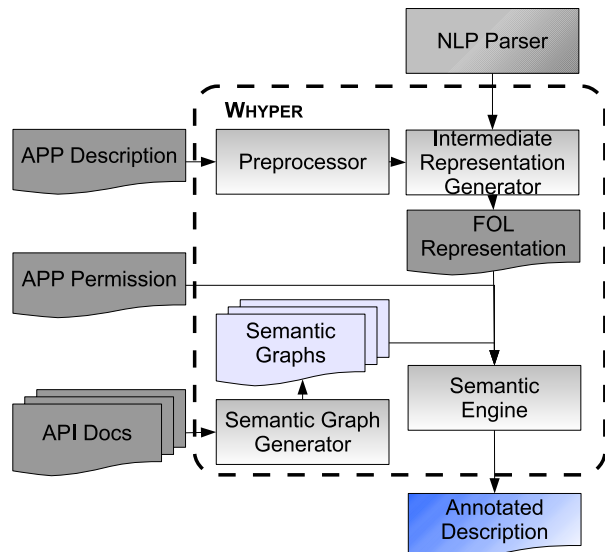 NLP Parser
WHYPER
APP Description
Preprocessor
Intermediate
Representation
Generator
FOL
Representation
APP Permission
Semantic
Graphs
Semantic
Engine
API Docs
Semantic Graph
Generator
Annotated
Description